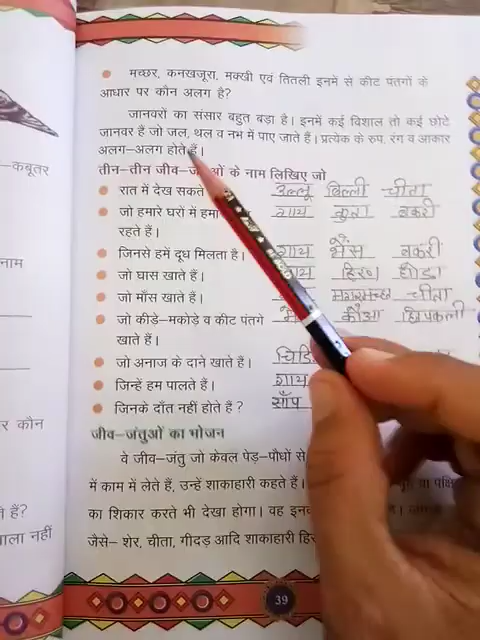 मच्छर, कनखजूरा, मक्खी एवं तितली इनमें से कीट पतंगों के
आधार पर कौन अलग है?
जानवरों का संसार बहुत बड़ा है। इनमें कई विशाल तो कई छोटे
जानवर हैं जो जल, थल व नभ में पाए जाते हैं। प्रत्येक के रुप, रंग व आकार
अलग–अलग होते हैं।
तीन–तीन जीव के नाम लिखिए जो
रात में देख सकते उल्लू बिल्ली चीता
जो हमारे घरों में गाय कुत्ता बकरी
रहते हैं।
जिनसे हमें दूध मिलता है। गाय भैंस बकरी
जो घास खाते हैं। गाय हिरण घोडा
जो माँस खाते हैं। मगरमच्छ चीता
जो कीड़े–मकोड़े व कीट पतंगे कौआ छिपकली
खाते हैं।
जो अनाज के दाने खाते हैं।
जिन्हें हम पालते हैं। गाय
जिनके दाँत नहीं होते हैं? साँप
जीव–जंतुओं का भोजन
वे जीव–जंतु जो केवल पेड़–पौधों से
में काम में लेते हैं, उन्हें शाकाहारी कहते हैं।
का शिकार करते भी देखा होगा। वह
जैसे– शेर, चीता, गीदड़ आदि शाकाहारी
39
–कबूतर
नाम
र कौन
हैं?
वाला नहीं